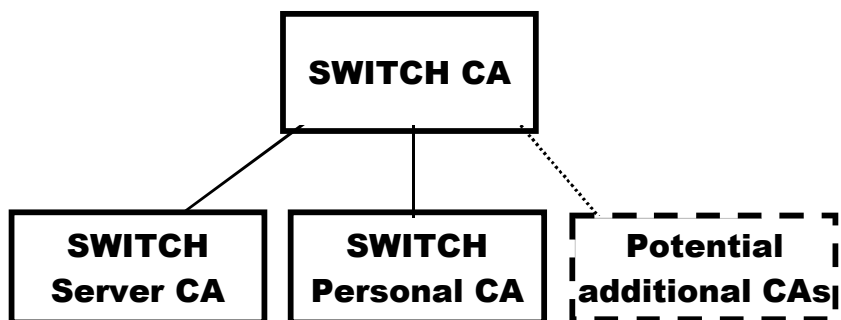 SWITCH CA
SWITCH
Server CA
SWITCH
Personal CA
Potential
additional CAs